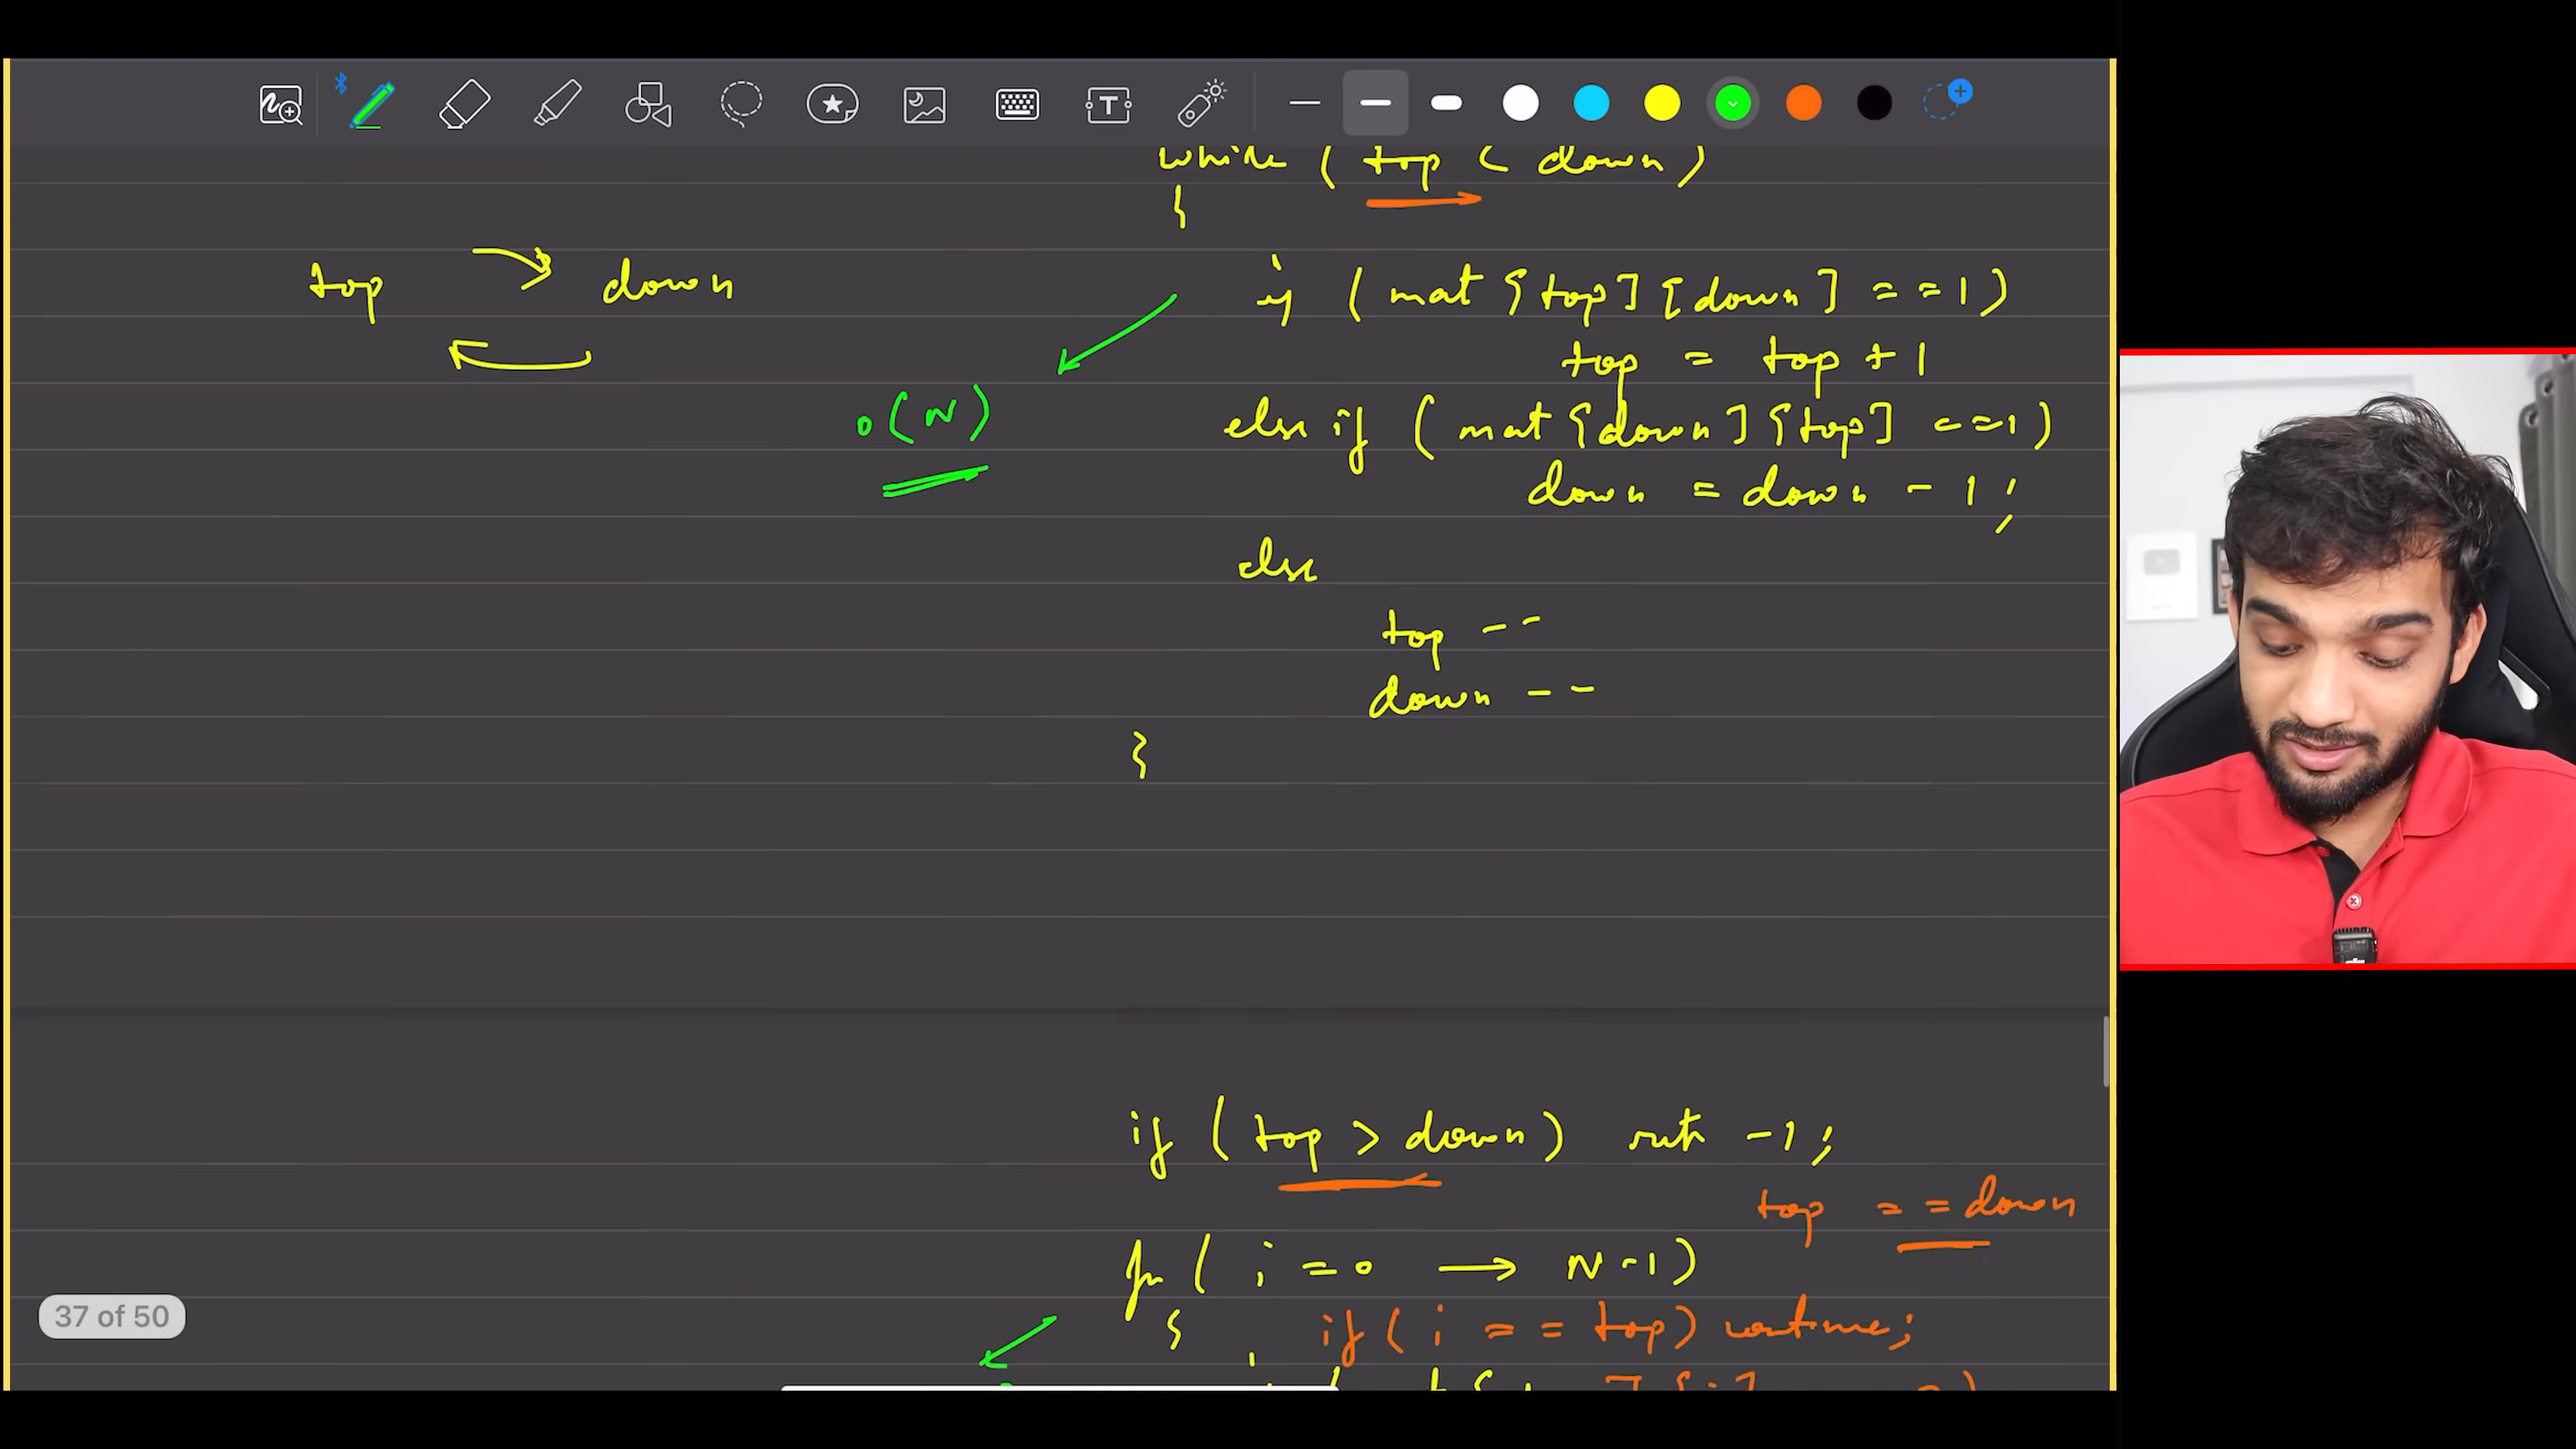 while ( top < down )
{
top down
if ( mat [top] [down] == 1 )
top = top + 1
O(N)
else if ( mat [down] [top] == 1 )
down = down - 1 ;
else
top --
down --
}
if ( top > down ) ret -1 ;
top == down
for ( i = 0 → N-1 )
{
if ( i == top ) continue ;
37 of 50